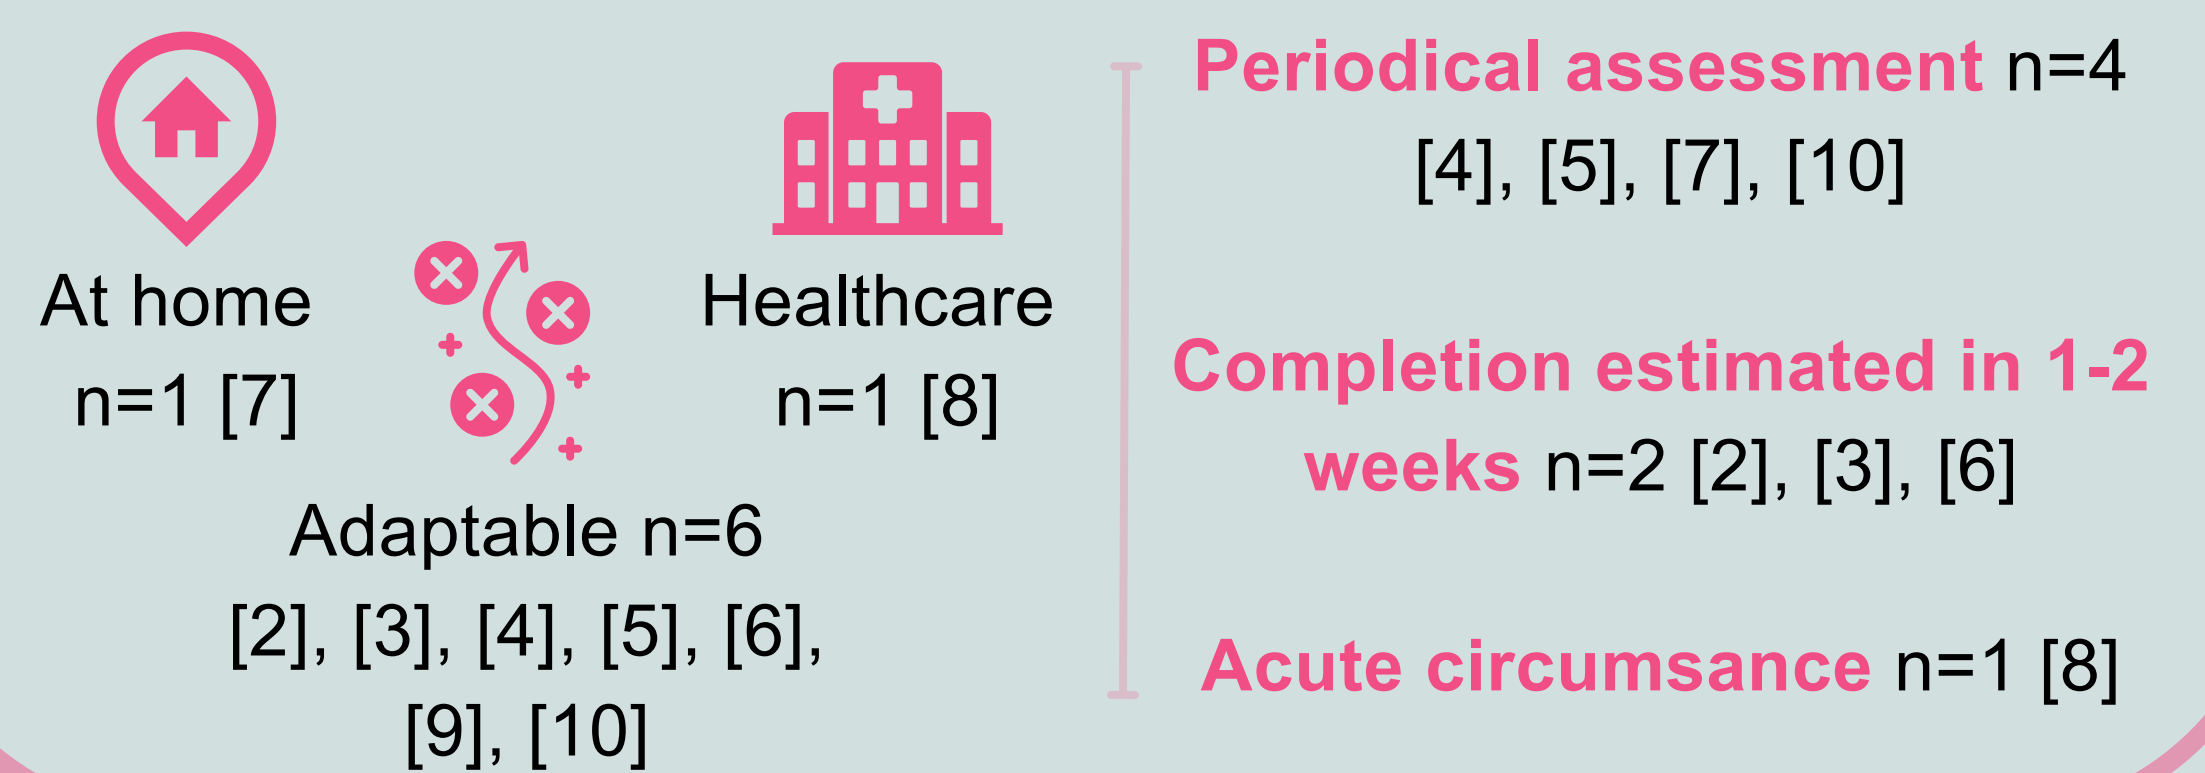 At home
n=1 [7]
Healthcare
n=1 [8]
Adaptable n=6
[2], [3], [4], [5], [6],
[9], [10]
Periodical assessment n=4
[4], [5], [7], [10]
Completion estimated in 1-2
weeks n=2 [2], [3], [6]
Acute circumsance n=1 [8]